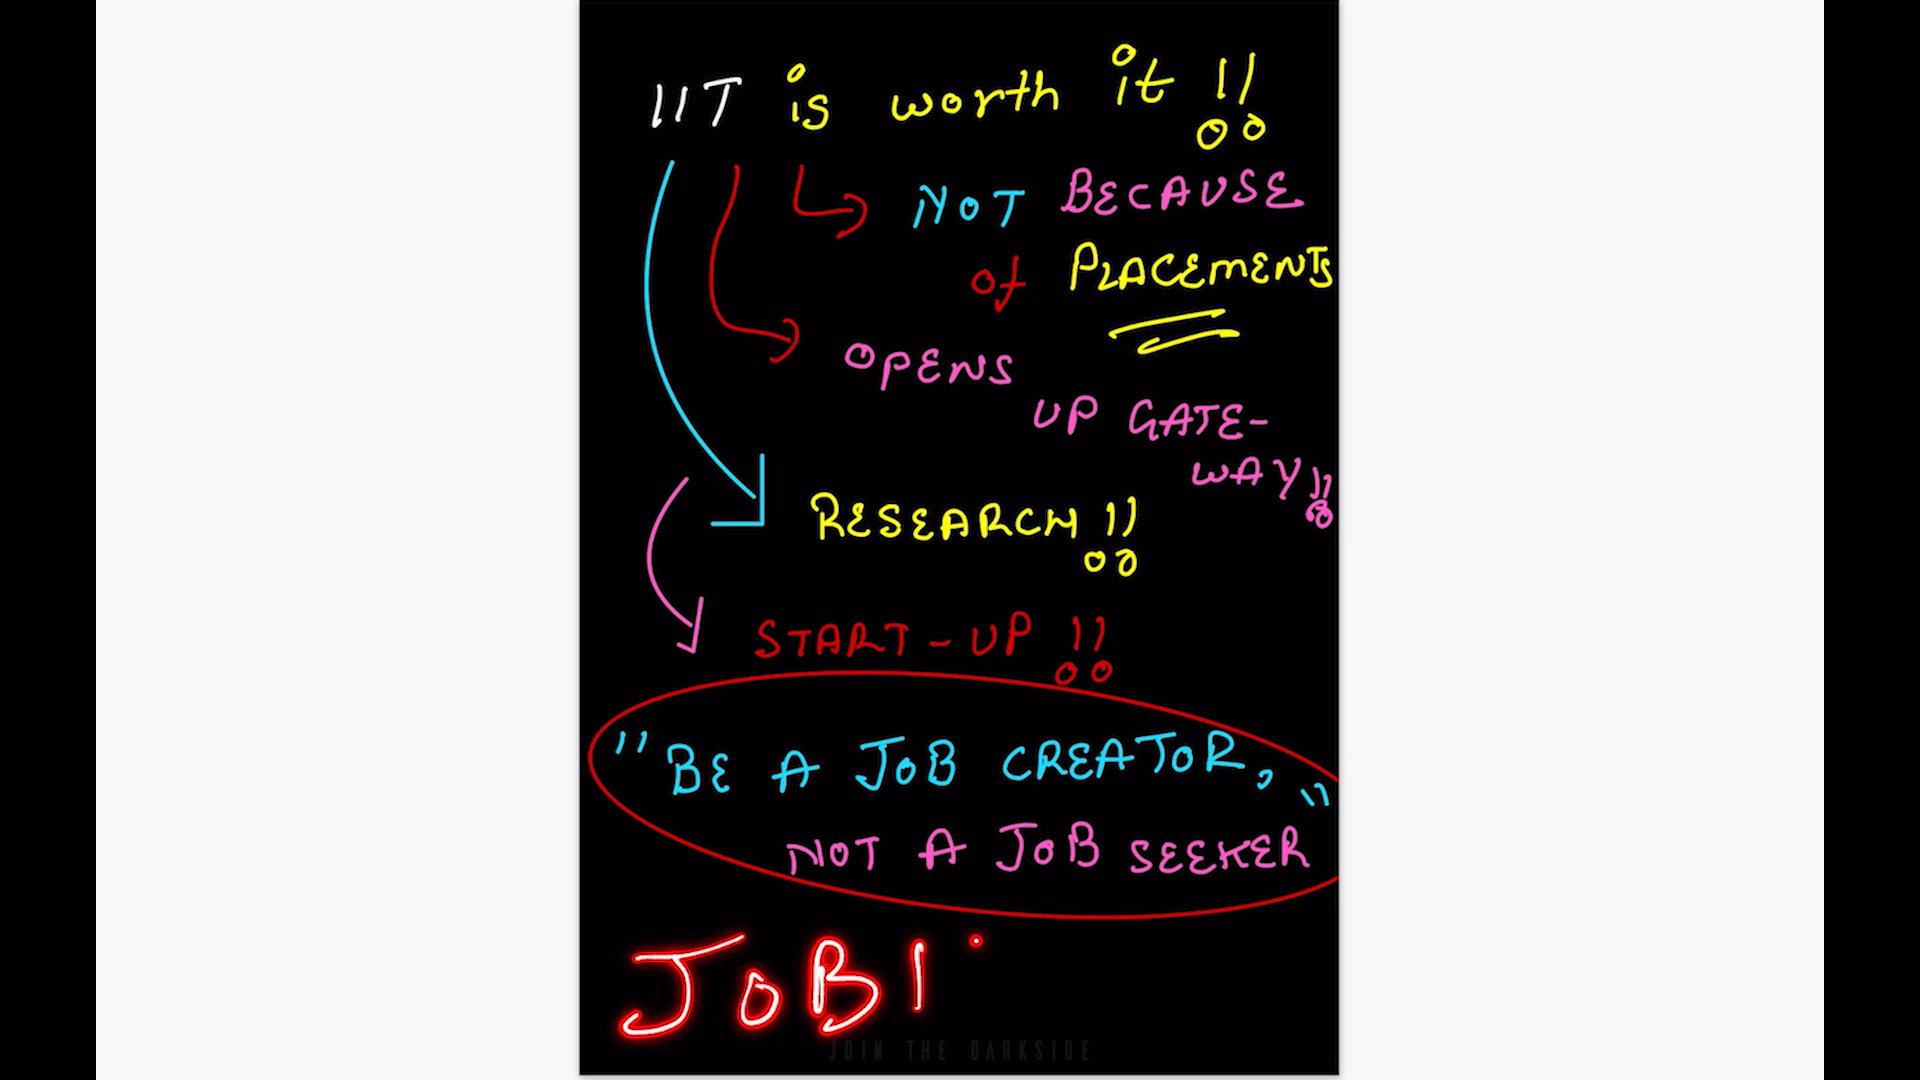 IIT is worth it !!
NOT BECAUSE
of PLACEMENTS
OPENS
UP GATE-
WAY!!
RESEARCH !!
START-UP !!
"BE A JOB CREATOR,"
NOT A JOB SEEKER
JOB
JOIN THE DARKSIDE